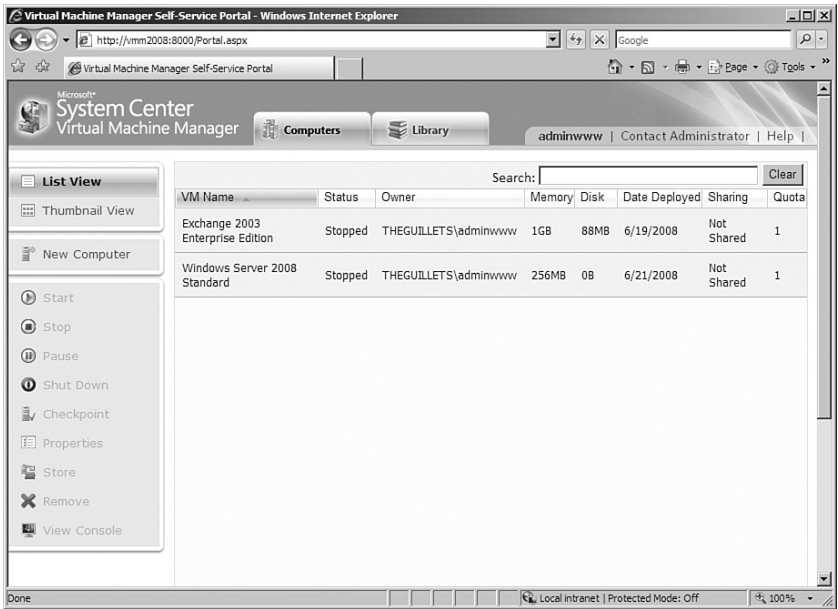 Virtual Machine Manager Self-Service Portal - Windows Internet Explorer
http://vmm2008:8000/Portal.aspx
Google
Virtual Machine Manager Self-Service Portal
Page
Tools
»
Microsoft®
System Center
Virtual Machine Manager
Computers
Library
adminwww | Contact Administrator | Help |
List View
Thumbnail View
New Computer
Start
Stop
Pause
Shut Down
Checkpoint
Properties
Store
Remove
View Console
Search:
Clear
VM Name Status Owner Memory Disk Date Deployed Sharing Quota
Exchange 2003
Enterprise Edition Stopped THEGUILLETS\adminwww 1GB 88MB 6/19/2008 Not
Shared 1
Windows Server 2008
Standard Stopped THEGUILLETS\adminwww 256MB 0B 6/21/2008 Not
Shared 1
Done
Local intranet | Protected Mode: Off
100%